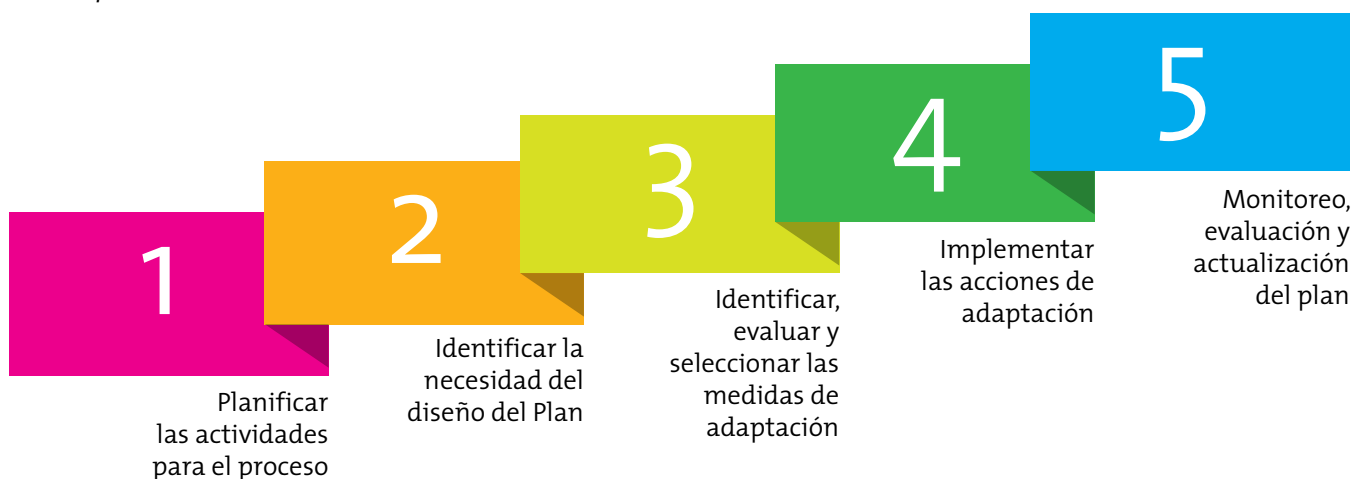 1
Planificar
las actividades
para el proceso
2
Identificar la
necesidad del
diseño del Plan
3
Identificar,
evaluar y
seleccionar las
medidas de
adaptación
4
Implementar
las acciones de
adaptación
5
Monitoreo,
evaluación y
actualización
del plan